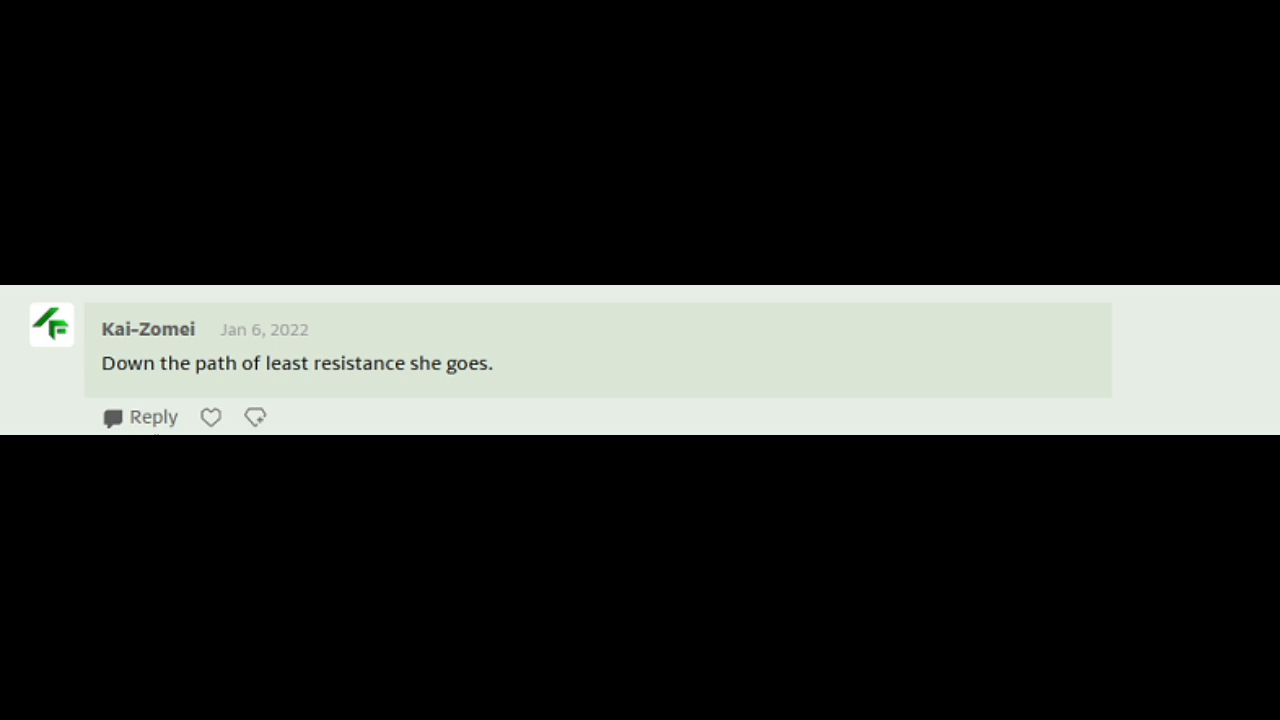 Kai-Zomei Jan 6, 2022
Down the path of least resistance she goes.
Reply